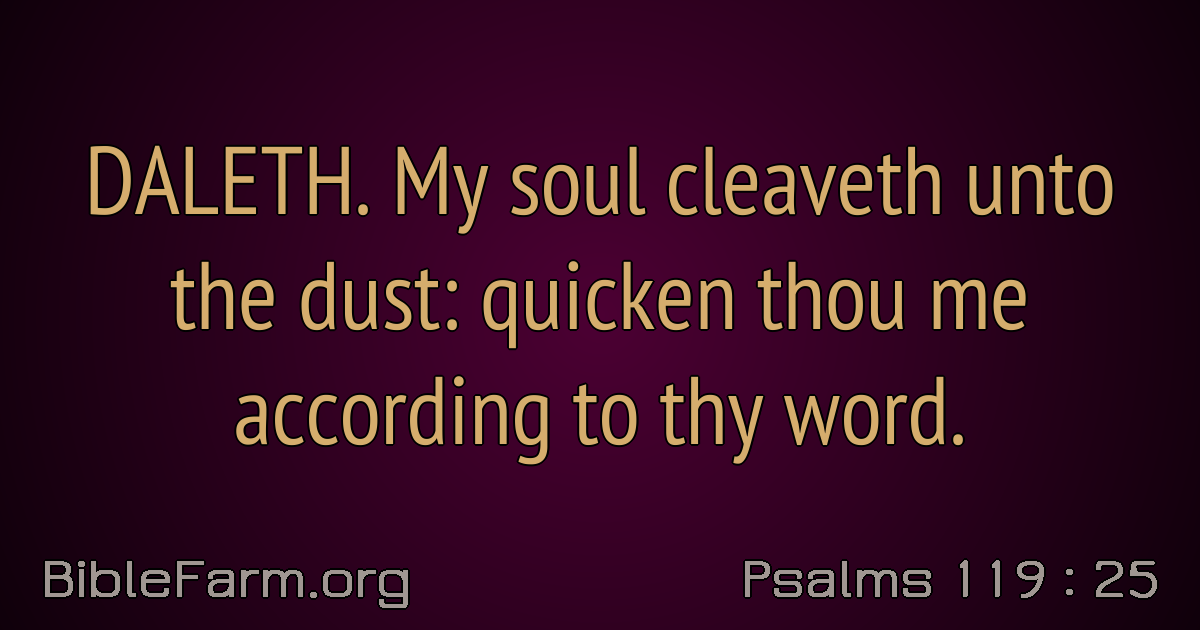 DALETH. My soul cleaveth unto
the dust: quicken thou me
according to thy word.
BibleFarm.org
Psalms 119 : 25